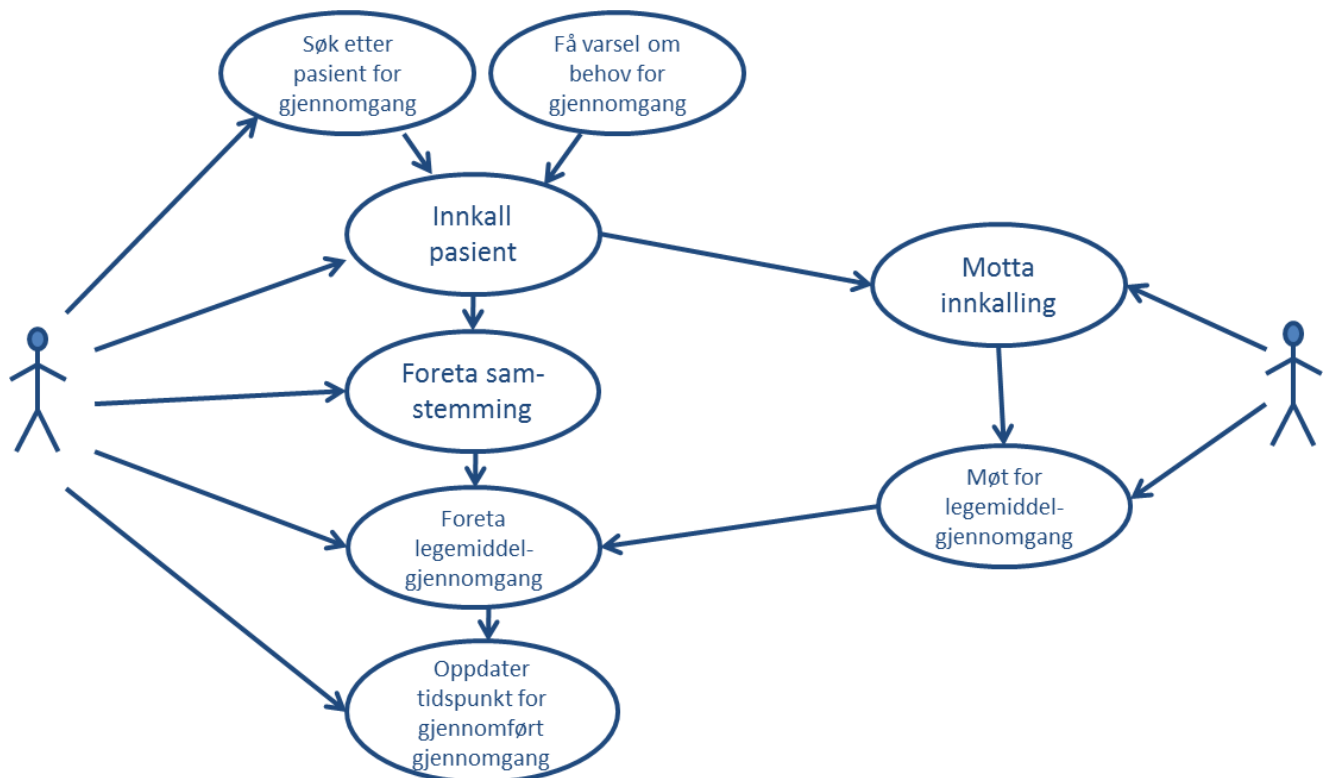 Søk etter
pasient for
gjennomgang
Få varsel om
behov for
gjennomgang
Innkall
pasient
Motta
innkalling
Foreta sam-
stemming
Foreta
legemiddel-
gjennomgang
Møt for
legemiddel-
gjennomgang
Oppdater
tidspunkt for
gjennomført
gjennomgang